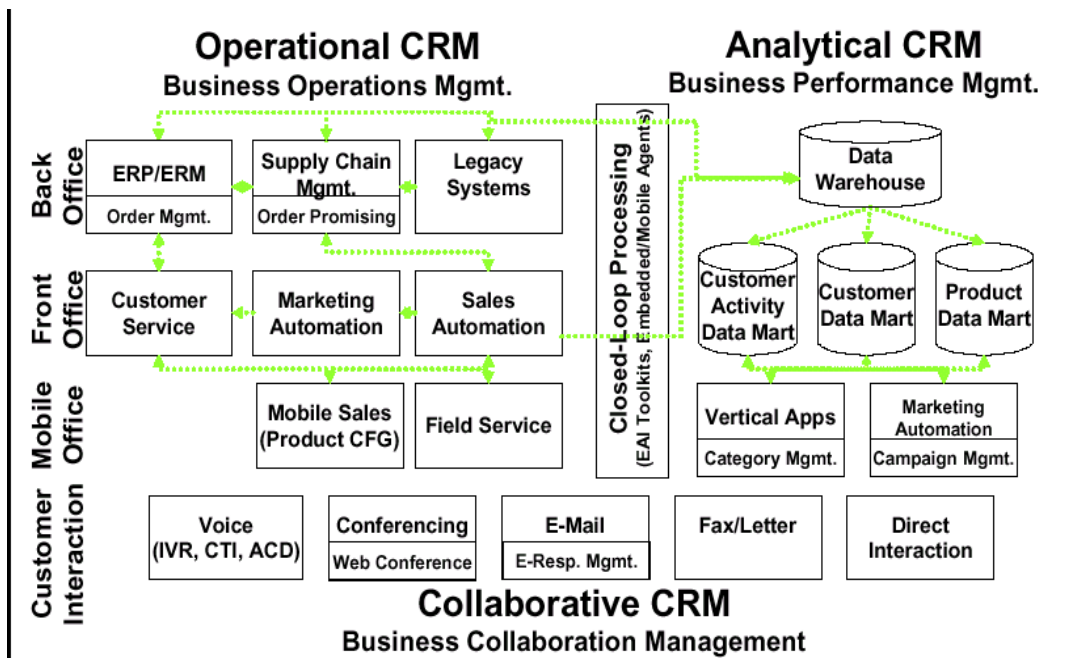 Operational CRM
Business Operations Mgmt.
Analytical CRM
Business Performance Mgmt.
Back
Office
ERP/ERM
Order Mgmt.
Supply Chain
Mgmt.
Order Promising
Legacy
Systems
Closed-Loop Processing
(EAI Toolkits, Embedded/Mobile Agents)
Data
Warehouse
Front
Office
Customer
Service
Marketing
Automation
Sales
Automation
Customer
Activity
Data Mart
Customer
Data Mart
Product
Data Mart
Mobile
Office
Mobile Sales
(Product CFG)
Field Service
Vertical Apps
Category Mgmt.
Marketing
Automation
Campaign Mgmt.
Customer
Interaction
Voice
(IVR, CTI, ACD)
Conferencing
Web Conference
E-Mail
E-Resp. Mgmt.
Fax/Letter
Direct
Interaction
Collaborative CRM
Business Collaboration Management